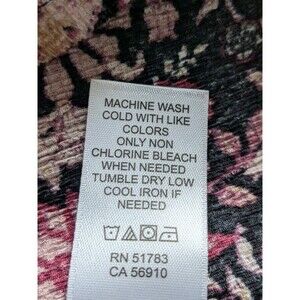 MACHINE WASH
COLD WITH LIKE
COLORS
ONLY NON
CHLORINE BLEACH
WHEN NEEDED
TUMBLE DRY LOW
COOL IRON IF
NEEDED
RN 51783
CA 56910